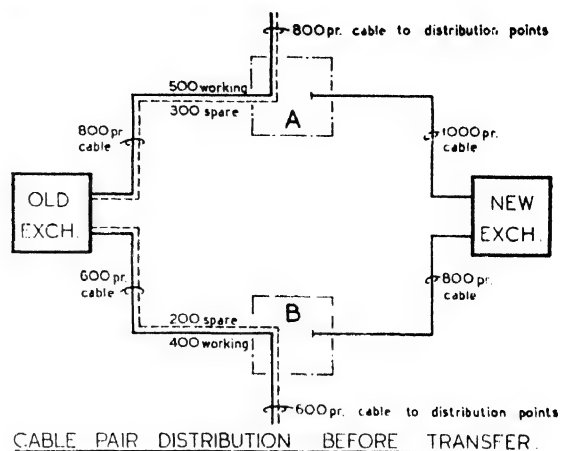 800 pr. cable to distribution points
500 working
300 spare
A
800 pr.
cable
1000 pr.
cable
OLD
EXCH.
NEW
EXCH.
600 pr.
cable
800 pr.
cable
200 spare
400 working
B
600 pr. cable to distribution points
CABLE PAIR DISTRIBUTION BEFORE TRANSFER.